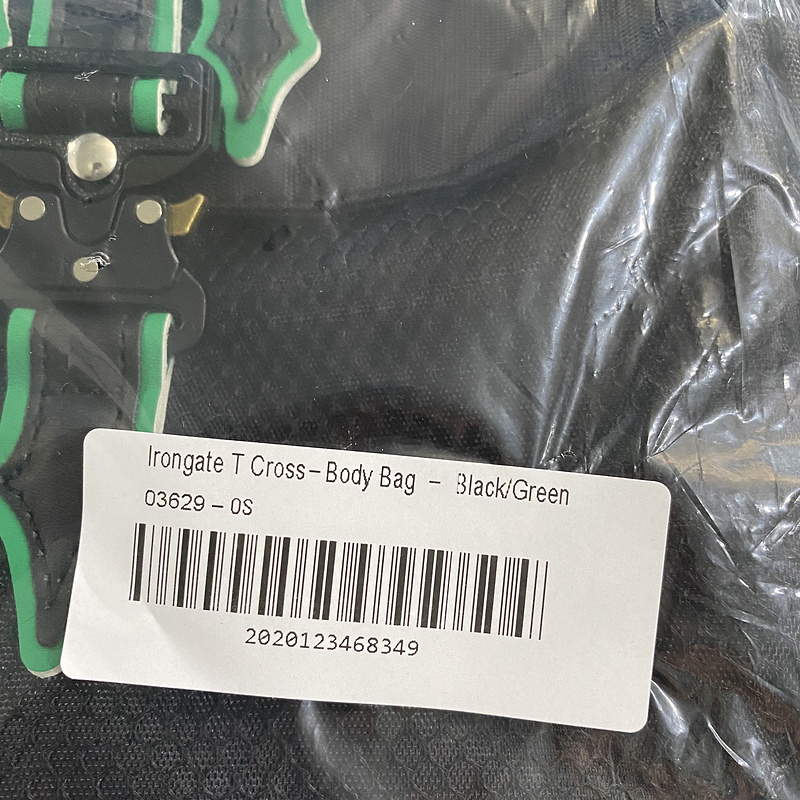 Irongate T Cross-Body Bag - Black/Green
03629-0S
2020123468349